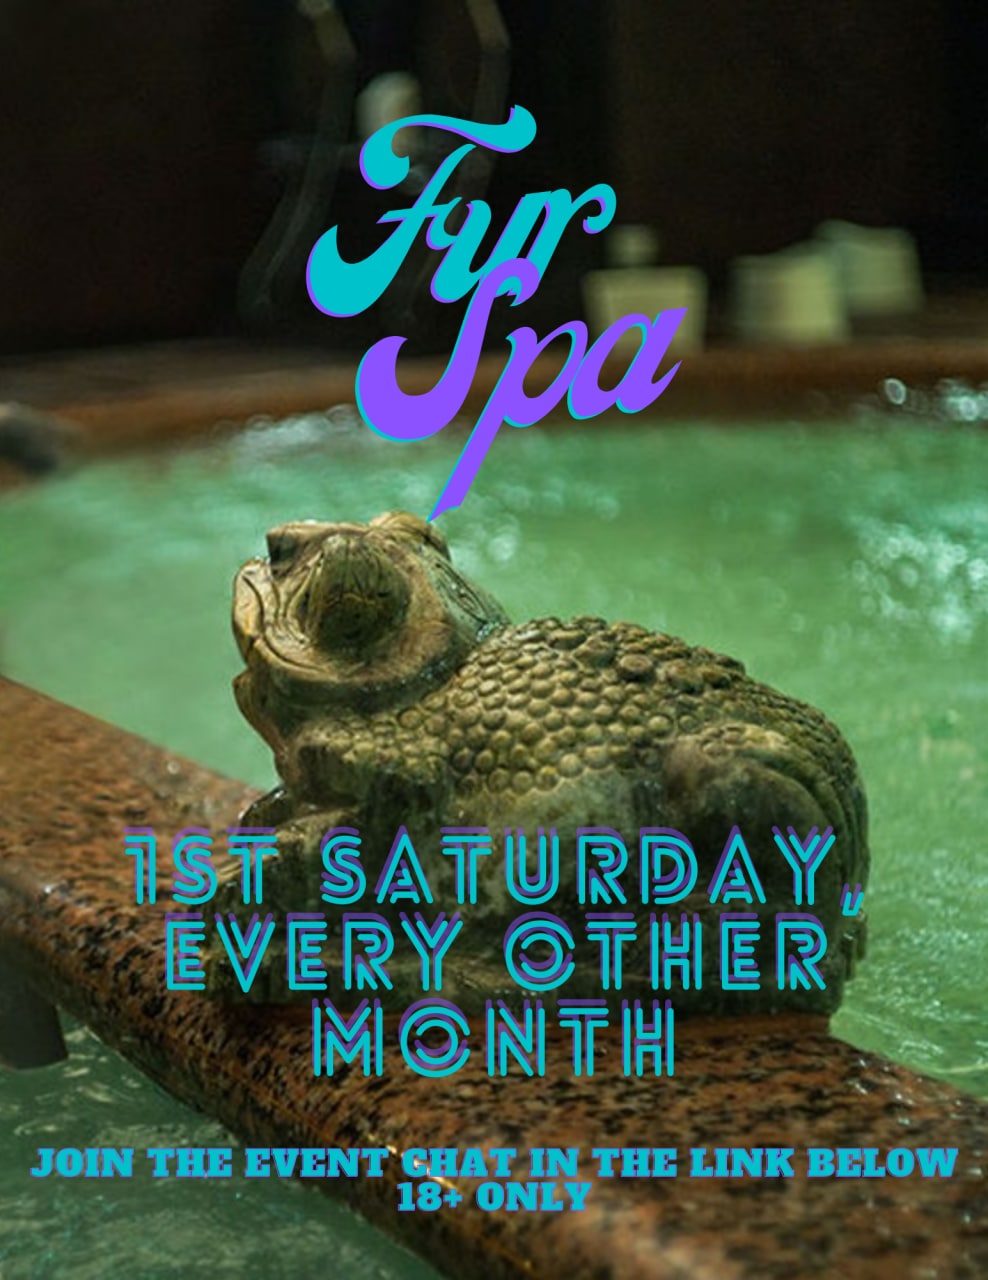 Fur
Spa
1ST SATURDAY,
EVERY OTHER
MONTH
JOIN THE EVENT CHAT IN THE LINK BELOW
18+ ONLY